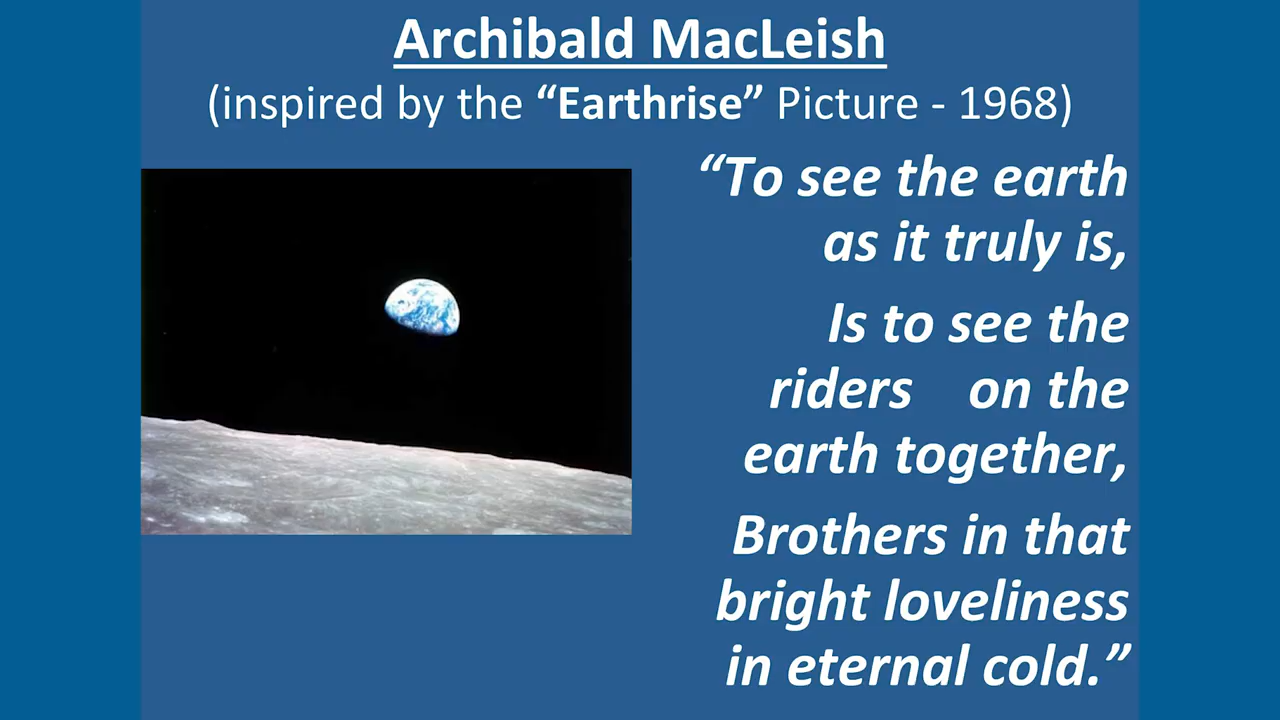 Archibald MacLeish
(inspired by the “Earthrise” Picture - 1968)
“To see the earth
as it truly is,
Is to see the
riders on the
earth together,
Brothers in that
bright loveliness
in eternal cold.”